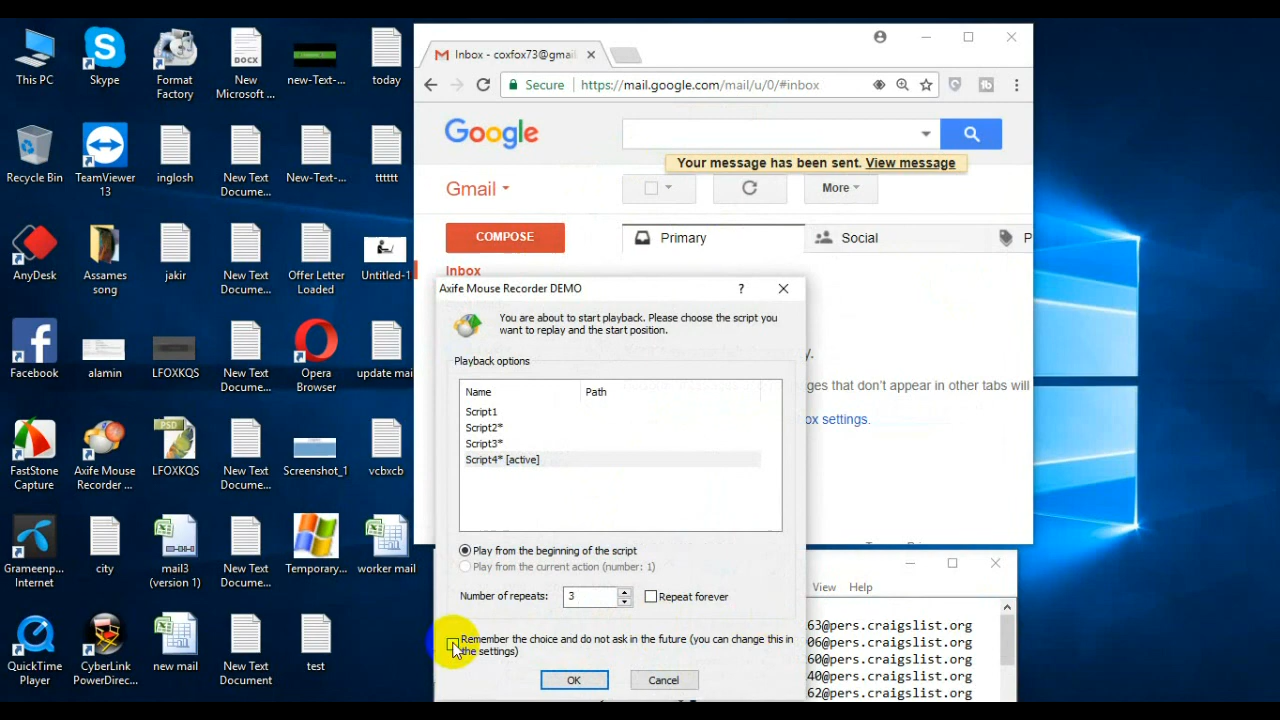 This PC
Skype
Format
Factory
New
Microsoft ...
new-Text-...
today
Recycle Bin
TeamViewer
13
inglosh
New Text
Docume...
New-Text-...
tttttt
AnyDesk
Assames
song
jakir
New Text
Docume...
Offer Letter
Loaded
Untitled-1
Facebook
alamin
LFOXKQS
New Text
Docume...
Opera
Browser
update mai
FastStone
Capture
Axife Mouse
Recorder ...
LFOXKQS
New Text
Docume...
Screenshot_1
vcbxcb
Grameenp...
Internet
city
mail3
(version 1)
New Text
Docume...
Temporary...
worker mail
QuickTime
Player
CyberLink
PowerDirec...
new mail
New Text
Document
test
Inbox - coxfox73@gmai
Secure
https://mail.google.com/mail/u/0/#inbox
Google
Your message has been sent. View message
Gmail
More
COMPOSE
Primary
Social
P
Inbox
y.
ges that don't appear in other tabs will
ox settings.
Axife Mouse Recorder DEMO
?
You are about to start playback. Please choose the script you
want to replay and the start position.
Playback options
Name
Path
Script1
Script2*
Script3*
Script4* [active]
Play from the beginning of the script
Play from the current action (number: 1)
Number of repeats:
3
Repeat forever
Remember the choice and do not ask in the future (you can change this in
the settings)
OK
Cancel
View
Help
63@pers.craigslist.org
06@pers.craigslist.org
60@pers.craigslist.org
40@pers.craigslist.org
62@pers.craigslist.org